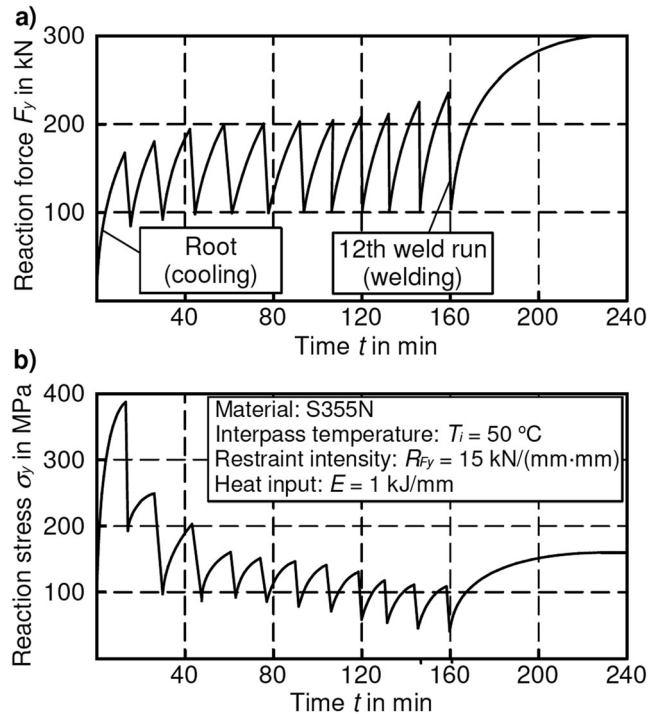 a)
Reaction force Fy in kN
300
200
100
Root
(cooling)
12th weld run
(welding)
40 80 120 160 200 240
Time t in min
b)
Reaction stress σy in MPa
400
300
200
100
Material: S355N
Interpass temperature: Ti = 50 °C
Restraint intensity: RFy = 15 kN/(mm·mm)
Heat input: E = 1 kJ/mm
40 80 120 160 200 240
Time t in min